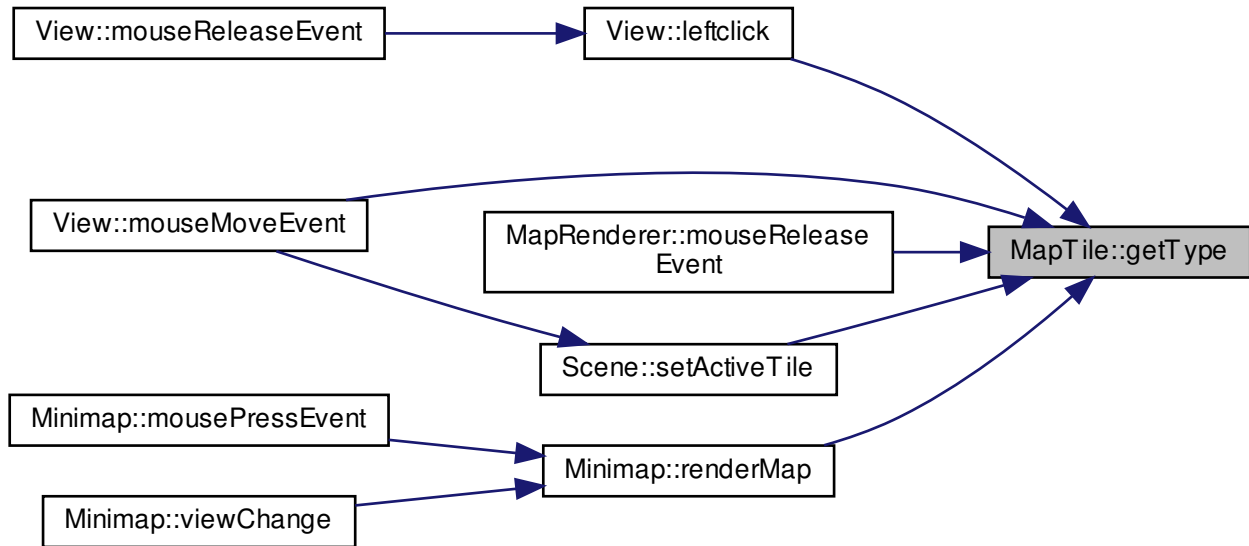 View::mouseReleaseEvent
View::leftclick
View::mouseMoveEvent
MapRenderer::mouseRelease
Event
MapTile::getType
Scene::setActiveTile
Minimap::mousePressEvent
Minimap::renderMap
Minimap::viewChange